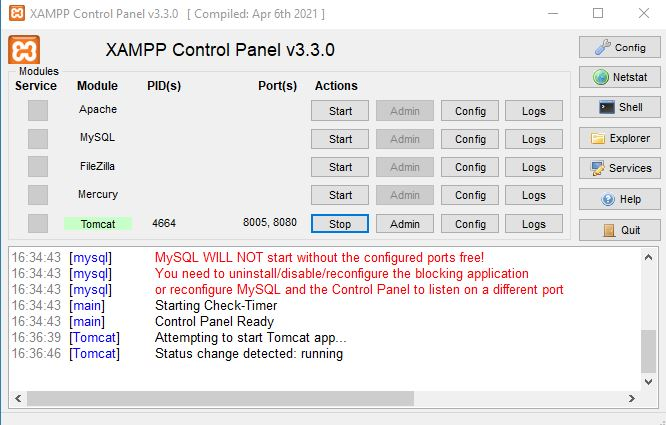 XAMPP Control Panel v3.3.0 [ Compiled: Apr 6th 2021 ]
XAMPP Control Panel v3.3.0
Config
Modules
Service Module PID(s) Port(s) Actions
Netstat
Apache Start Admin Config Logs
Shell
MySQL Start Admin Config Logs
Explorer
FileZilla Start Admin Config Logs
Services
Mercury Start Admin Config Logs
Help
Tomcat 4664 8005, 8080 Stop Admin Config Logs
Quit
16:34:43 [mysql] MySQL WILL NOT start without the configured ports free!
16:34:43 [mysql] You need to uninstall/disable/reconfigure the blocking application
16:34:43 [mysql] or reconfigure MySQL and the Control Panel to listen on a different port
16:34:43 [main] Starting Check-Timer
16:34:43 [main] Control Panel Ready
16:36:39 [Tomcat] Attempting to start Tomcat app...
16:36:46 [Tomcat] Status change detected: running